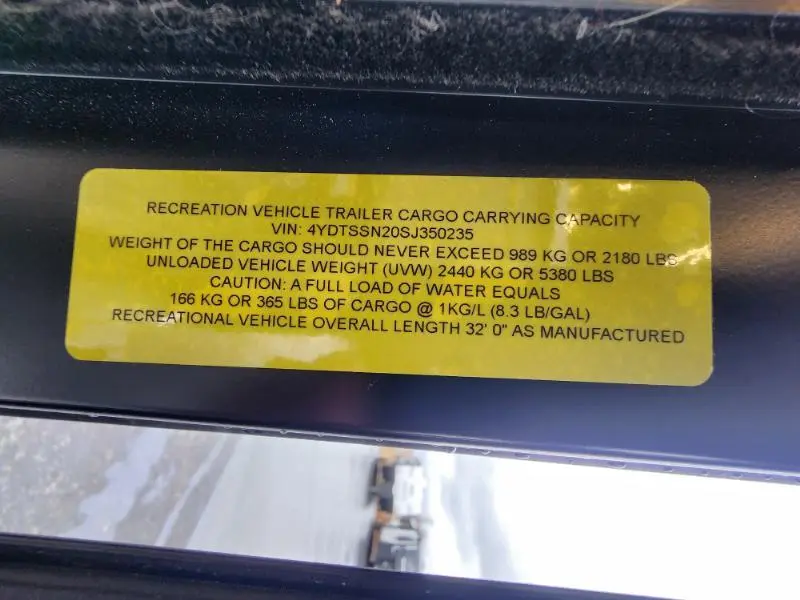 RECREATION VEHICLE TRAILER CARGO CARRYING CAPACITY
VIN: 4YDTSSN20SJ350235
WEIGHT OF THE CARGO SHOULD NEVER EXCEED 989 KG OR 2180 LBS
UNLOADED VEHICLE WEIGHT (UVW) 2440 KG OR 5380 LBS
CAUTION: A FULL LOAD OF WATER EQUALS
166 KG OR 365 LBS OF CARGO @ 1KG/L (8.3 LB/GAL)
RECREATIONAL VEHICLE OVERALL LENGTH 32' 0" AS MANUFACTURED